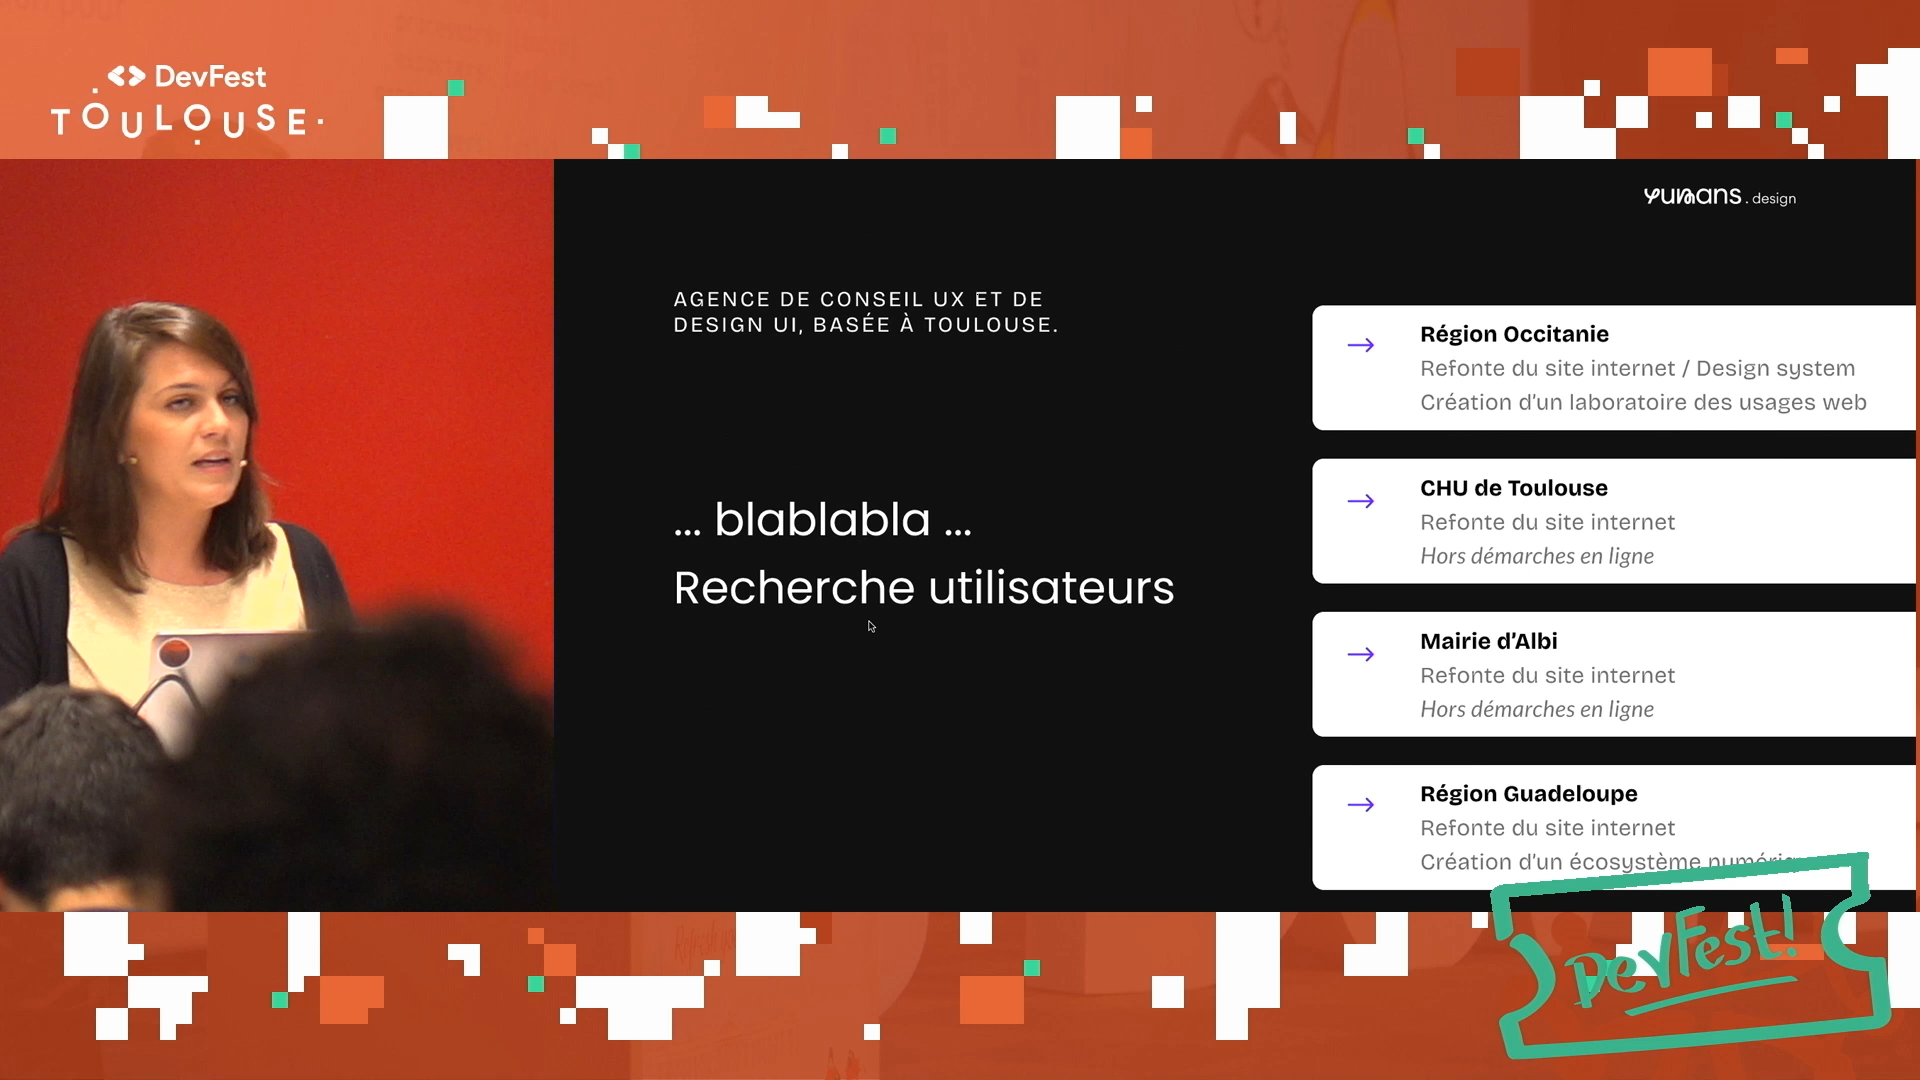 DevFest
TOULOUSE
yumans.design
AGENCE DE CONSEIL UX ET DE
DESIGN UI, BASÉE À TOULOUSE.
... blablabla ...
Recherche utilisateurs
Région Occitanie
Refonte du site internet / Design system
Création d'un laboratoire des usages web
CHU de Toulouse
Refonte du site internet
Hors démarches en ligne
Mairie d'Albi
Refonte du site internet
Hors démarches en ligne
Région Guadeloupe
Refonte du site internet
Création d'un écosystème
DevFest!